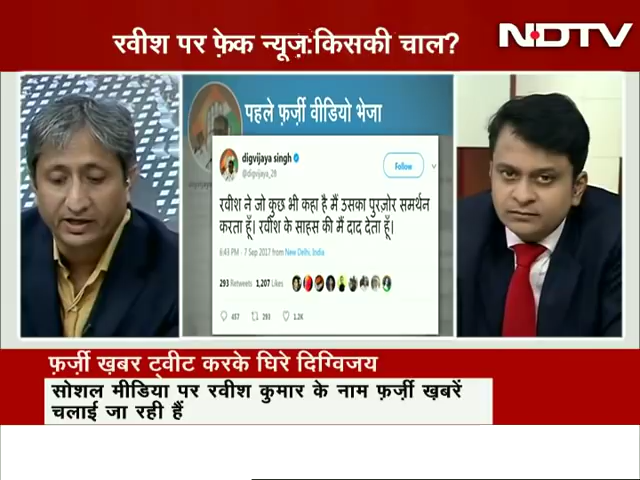 रवीश पर फ़ेक न्यूज़:किसकी चाल?
NDTV
पहले फ़र्ज़ी वीडियो भेजा
digvijaya singh
@digvijaya_28
Follow
रवीश ने जो कुछ भी कहा है मैं उसका पुरज़ोर समर्थन
करता हूँ। रवीश के साहस की मैं दाद देता हूँ।
6:43 PM - 7 Sep 2017 from New Delhi, India
293 Retweets 1,207 Likes
457 293 1.2K
फ़र्ज़ी ख़बर ट्वीट करके घिरे दिग्विजय
सोशल मीडिया पर रवीश कुमार के नाम फ़र्ज़ी ख़बरें
चलाई जा रही हैं